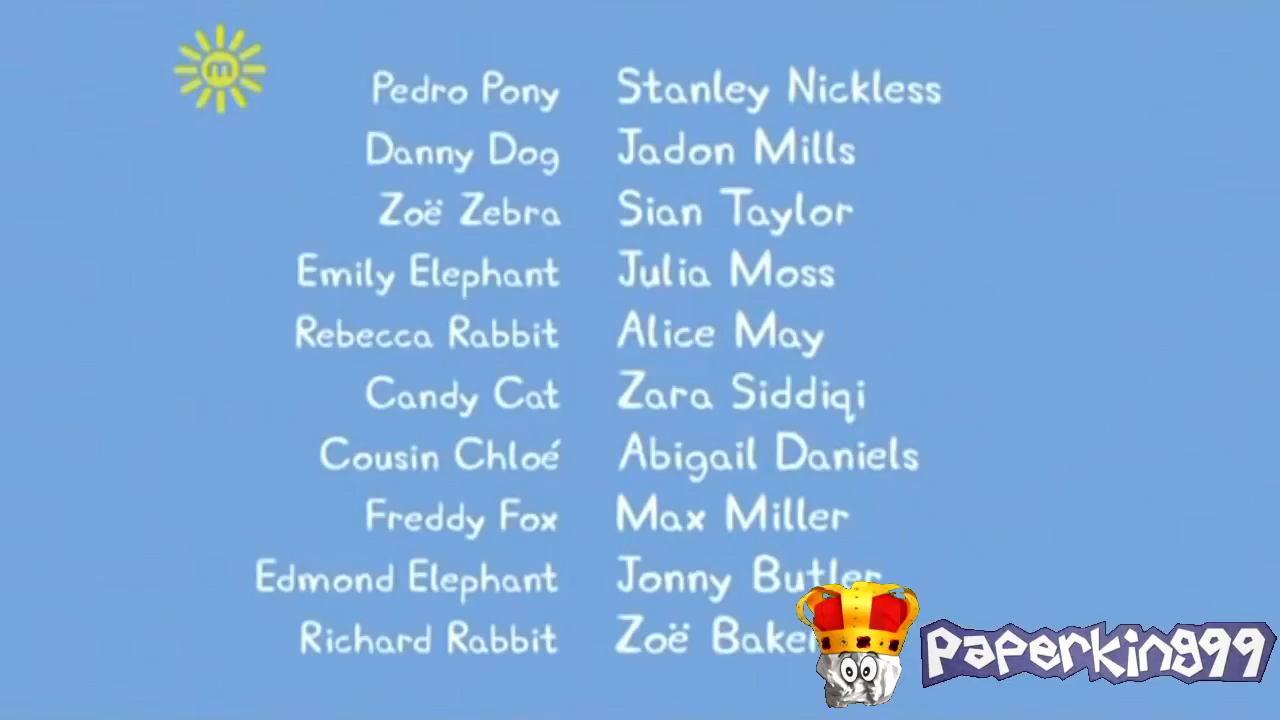 m
Pedro Pony Stanley Nickless
Danny Dog Jadon Mills
Zoë Zebra Sian Taylor
Emily Elephant Julia Moss
Rebecca Rabbit Alice May
Candy Cat Zara Siddiqi
Cousin Chloé Abigail Daniels
Freddy Fox Max Miller
Edmond Elephant Jonny Butler
Richard Rabbit Zoë Baker
Paperking99